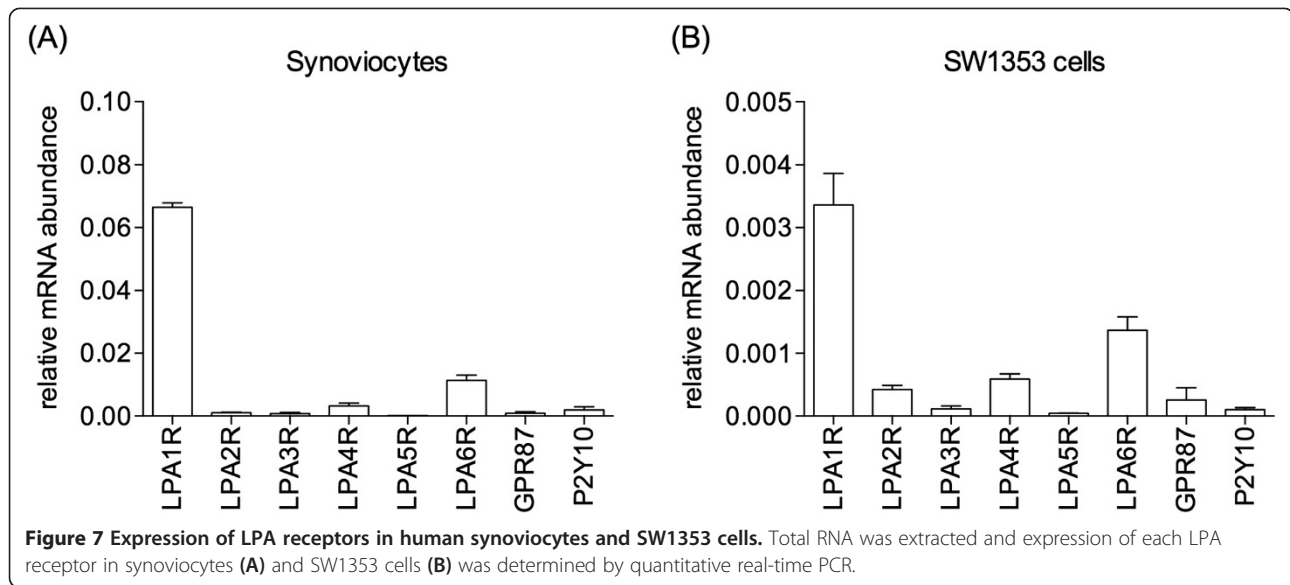 (A)
Synoviocytes
relative mRNA abundance
0.10
0.08
0.06
0.04
0.02
0.00
LPA1R
LPA2R
LPA3R
LPA4R
LPA5R
LPA6R
GPR87
P2Y10
(B)
SW1353 cells
relative mRNA abundance
0.005
0.004
0.003
0.002
0.001
0.000
LPA1R
LPA2R
LPA3R
LPA4R
LPA5R
LPA6R
GPR87
P2Y10
Figure 7 Expression of LPA receptors in human synoviocytes and SW1353 cells. Total RNA was extracted and expression of each LPA
receptor in synoviocytes (A) and SW1353 cells (B) was determined by quantitative real-time PCR.